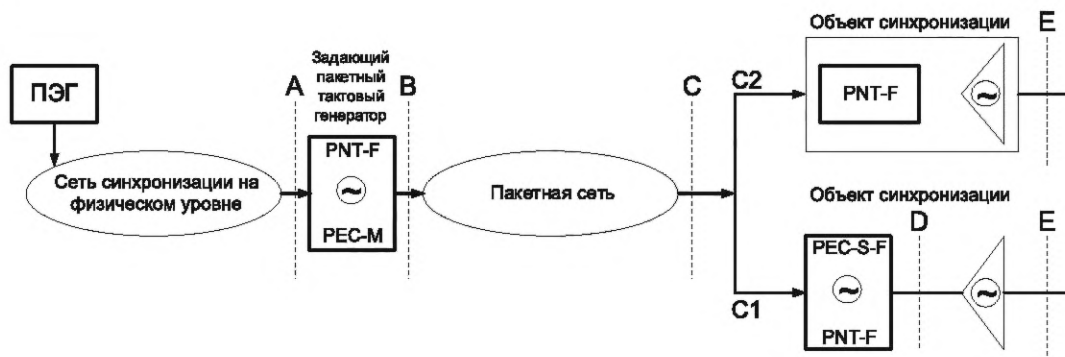 ПЭГ
Сеть синхронизации на
физическом уровне
A
Задающий
пакетный
тактовый
генератор
PNT-F
~
PEC-M
B
Пакетная сеть
C
C2
C1
Объект синхронизации
E
PNT-F
~
Объект синхронизации
PEC-S-F
~
PNT-F
D
~
E